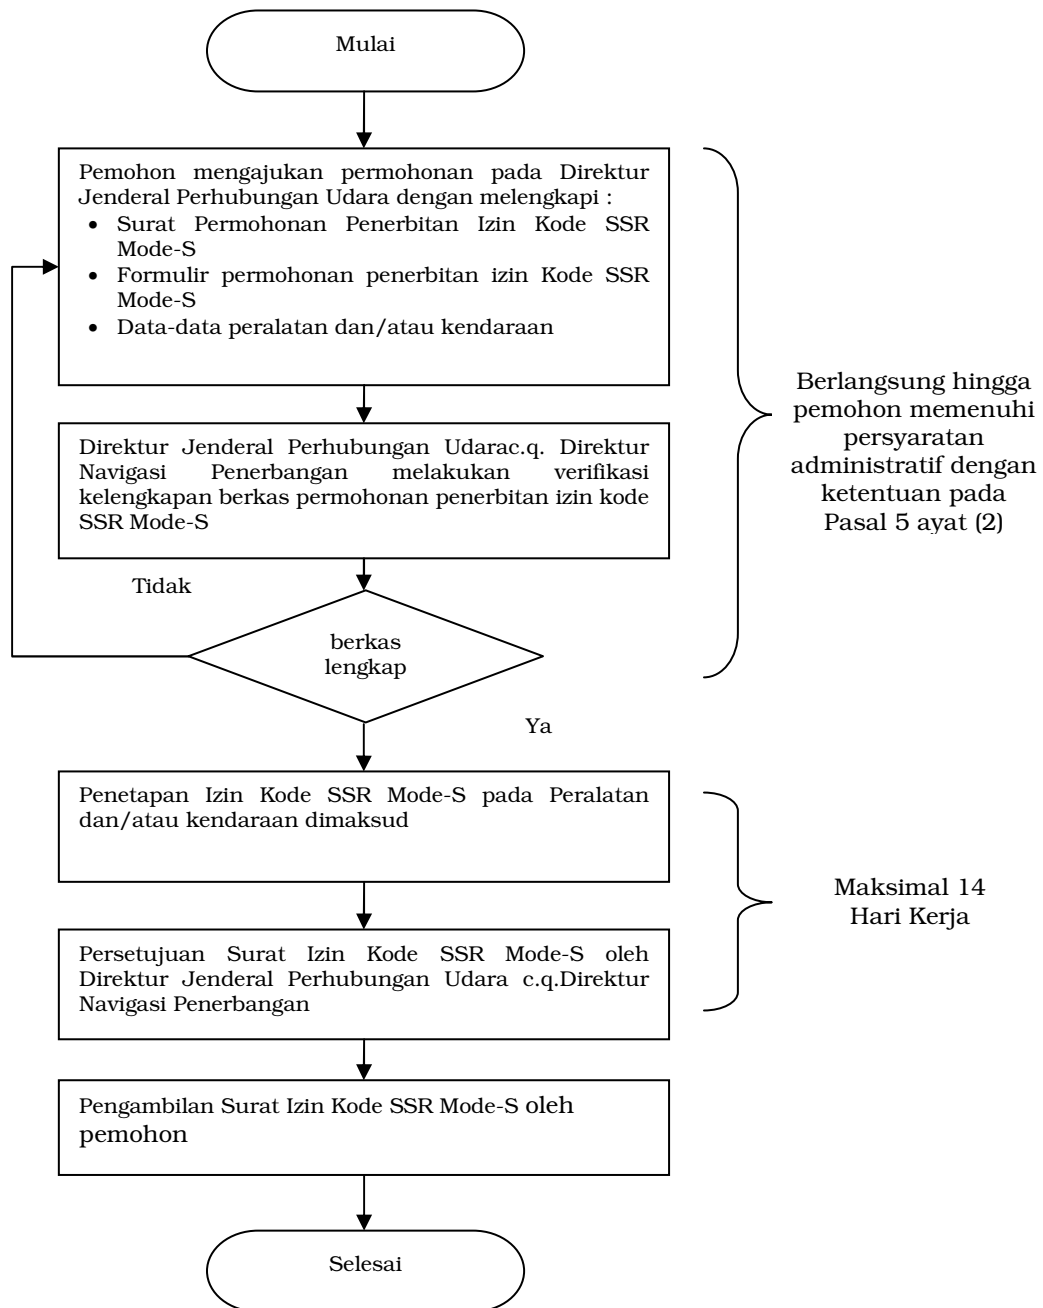 Mulai
Pemohon mengajukan permohonan pada Direktur
Jenderal Perhubungan Udara dengan melengkapi :
• Surat Permohonan Penerbitan Izin Kode SSR
Mode-S
• Formulir permohonan penerbitan izin Kode SSR
Mode-S
• Data-data peralatan dan/atau kendaraan
Berlangsung hingga
pemohon memenuhi
persyaratan
administratif dengan
ketentuan pada
Pasal 5 ayat (2)
Direktur Jenderal Perhubungan Udarac.q. Direktur
Navigasi Penerbangan melakukan verifikasi
kelengkapan berkas permohonan penerbitan izin kode
SSR Mode-S
Tidak
berkas
lengkap
Ya
Penetapan Izin Kode SSR Mode-S pada Peralatan
dan/atau kendaraan dimaksud
Maksimal 14
Hari Kerja
Persetujuan Surat Izin Kode SSR Mode-S oleh
Direktur Jenderal Perhubungan Udara c.q.Direktur
Navigasi Penerbangan
Pengambilan Surat Izin Kode SSR Mode-S oleh
pemohon
Selesai